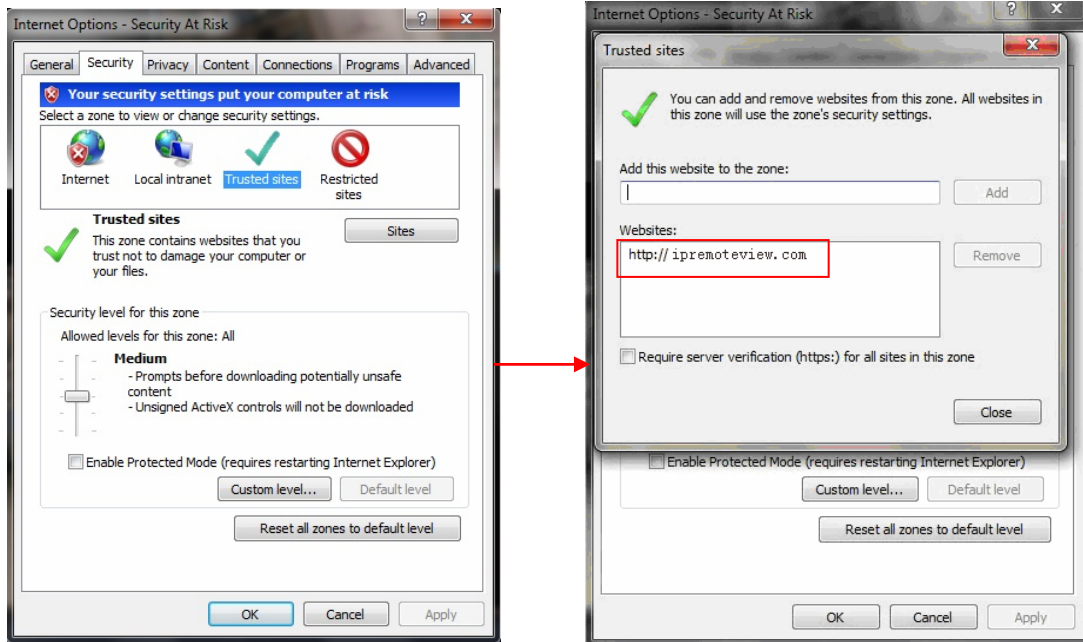 Internet Options - Security At Risk
General Security Privacy Content Connections Programs Advanced
Your security settings put your computer at risk
Select a zone to view or change security settings.
Internet Local intranet Trusted sites Restricted
sites
Trusted sites
Sites
This zone contains websites that you
trust not to damage your computer or
your files.
Security level for this zone
Allowed levels for this zone: All
Medium
- Prompts before downloading potentially unsafe
content
- Unsigned ActiveX controls will not be downloaded
Enable Protected Mode (requires restarting Internet Explorer)
Custom level... Default level
Reset all zones to default level
OK Cancel Apply
Internet Options - Security At Risk
Trusted sites
You can add and remove websites from this zone. All websites in
this zone will use the zone's security settings.
Add this website to the zone:
Add
Websites:
http://ipremoteview.com
Remove
Require server verification (https:) for all sites in this zone
Close
Enable Protected Mode (requires restarting Internet Explorer)
Custom level... Default level
Reset all zones to default level
OK Cancel Apply